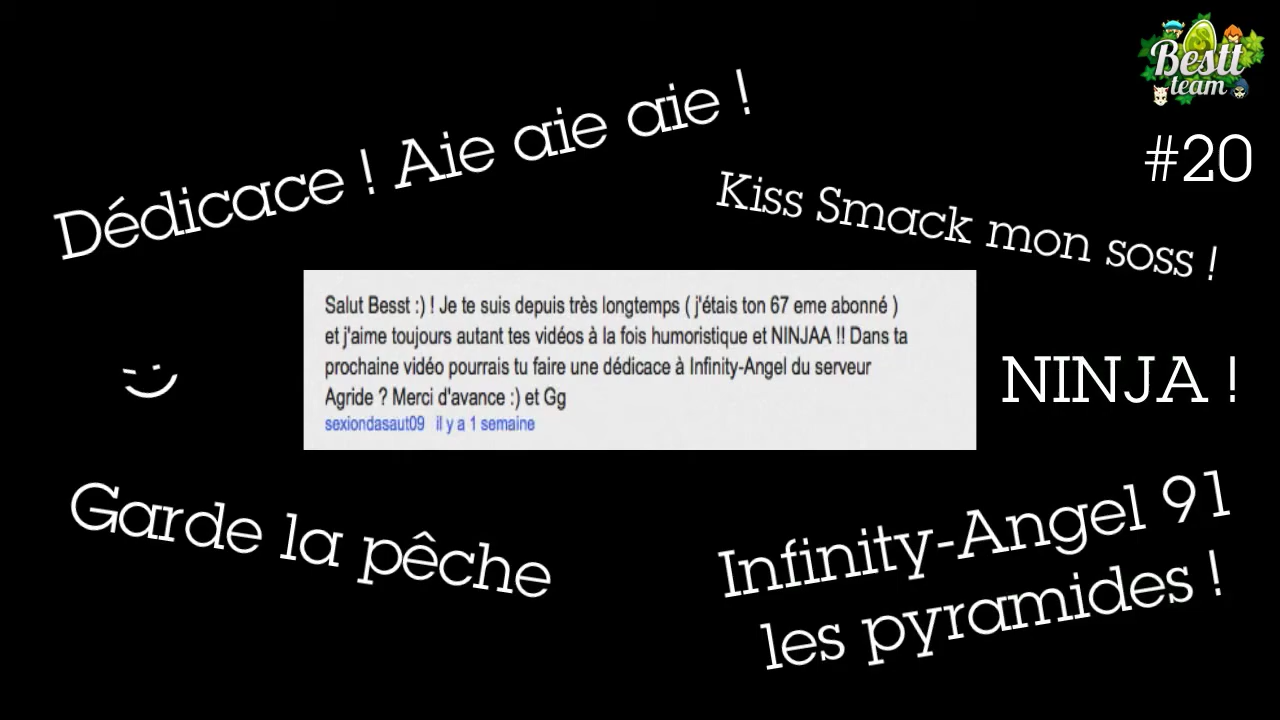 Bestt
team
#20
Dédicace ! Aie aie aie !
Kiss Smack mon soss !
Salut Besst :) ! Je te suis depuis très longtemps ( j'étais ton 67 eme abonné )
et j'aime toujours autant tes vidéos à la fois humoristique et NINJAA !! Dans ta
prochaine vidéo pourrais tu faire une dédicace à Infinity-Angel du serveur
Agride ? Merci d'avance :) et Gg
sexiondasaut09 il y a 1 semaine
NINJA !
Garde la pêche
Infinity-Angel 91
les pyramides !